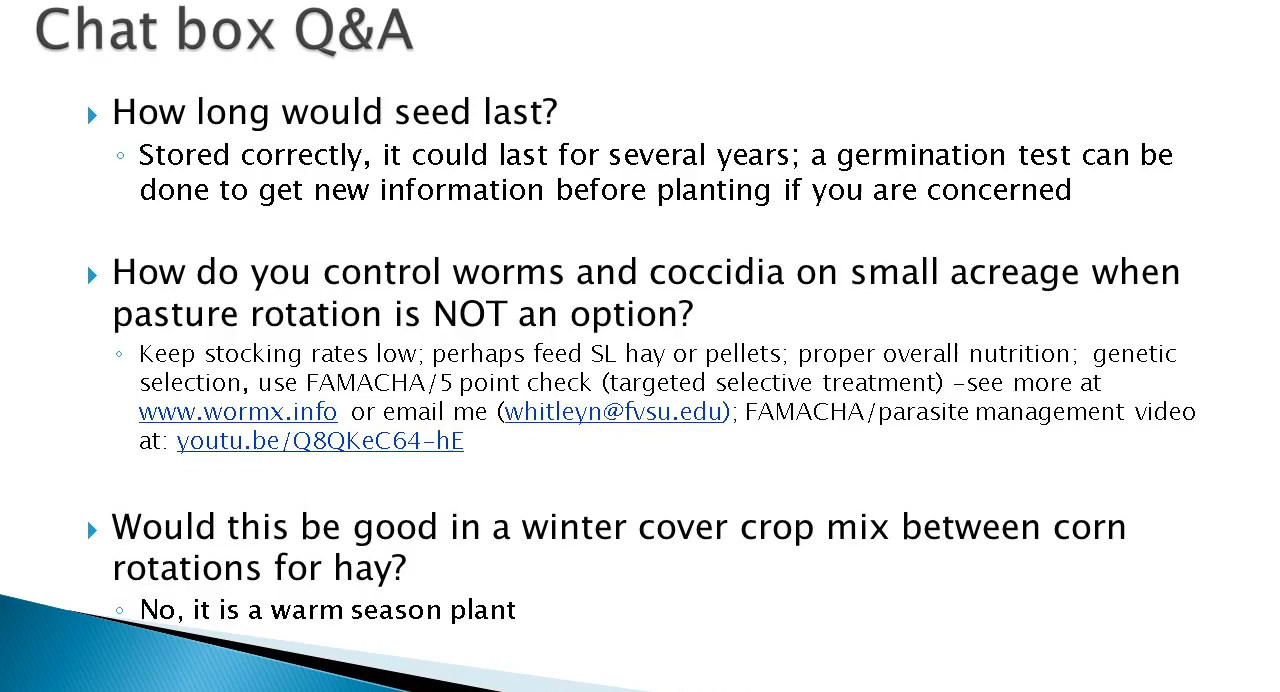 Chat box Q&A
How long would seed last?
Stored correctly, it could last for several years; a germination test can be
done to get new information before planting if you are concerned
How do you control worms and coccidia on small acreage when
pasture rotation is NOT an option?
Keep stocking rates low; perhaps feed SL hay or pellets; proper overall nutrition; genetic
selection, use FAMACHA/5 point check (targeted selective treatment) -see more at
www.wormx.info or email me (whitleyn@fvsu.edu); FAMACHA/parasite management video
at: youtu.be/Q8QKeC64-hE
Would this be good in a winter cover crop mix between corn
rotations for hay?
No, it is a warm season plant